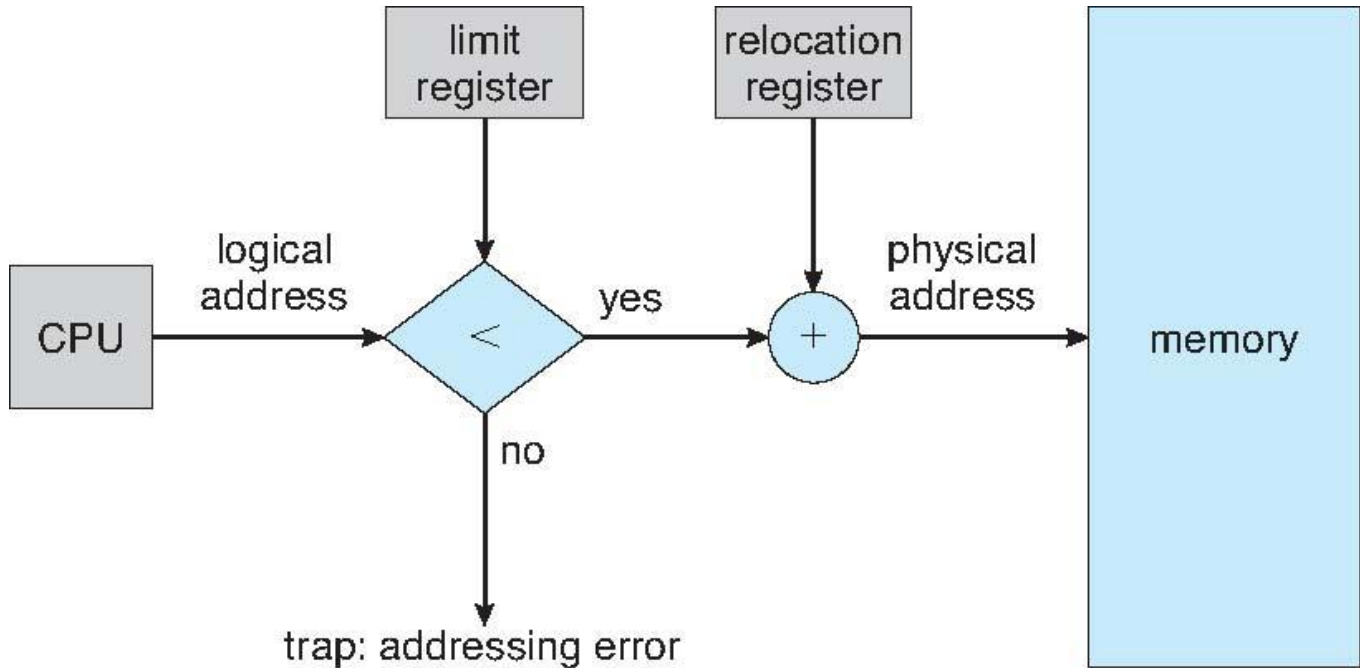 limit
register
relocation
register
logical
address
physical
address
CPU
<
yes
+
memory
no
trap: addressing error